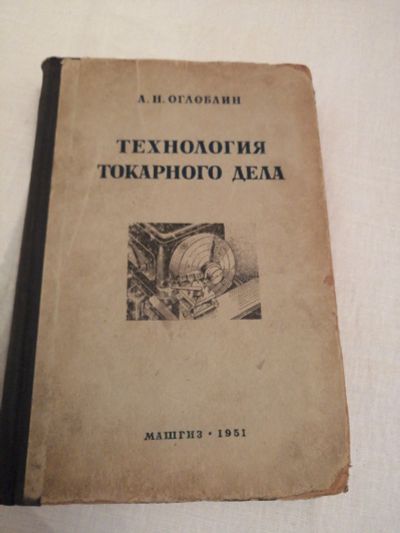 А. Н. ОГЛОБЛИН
ТЕХНОЛОГИЯ
ТОКАРНОГО ДЕЛА
МАШГИЗ • 1951